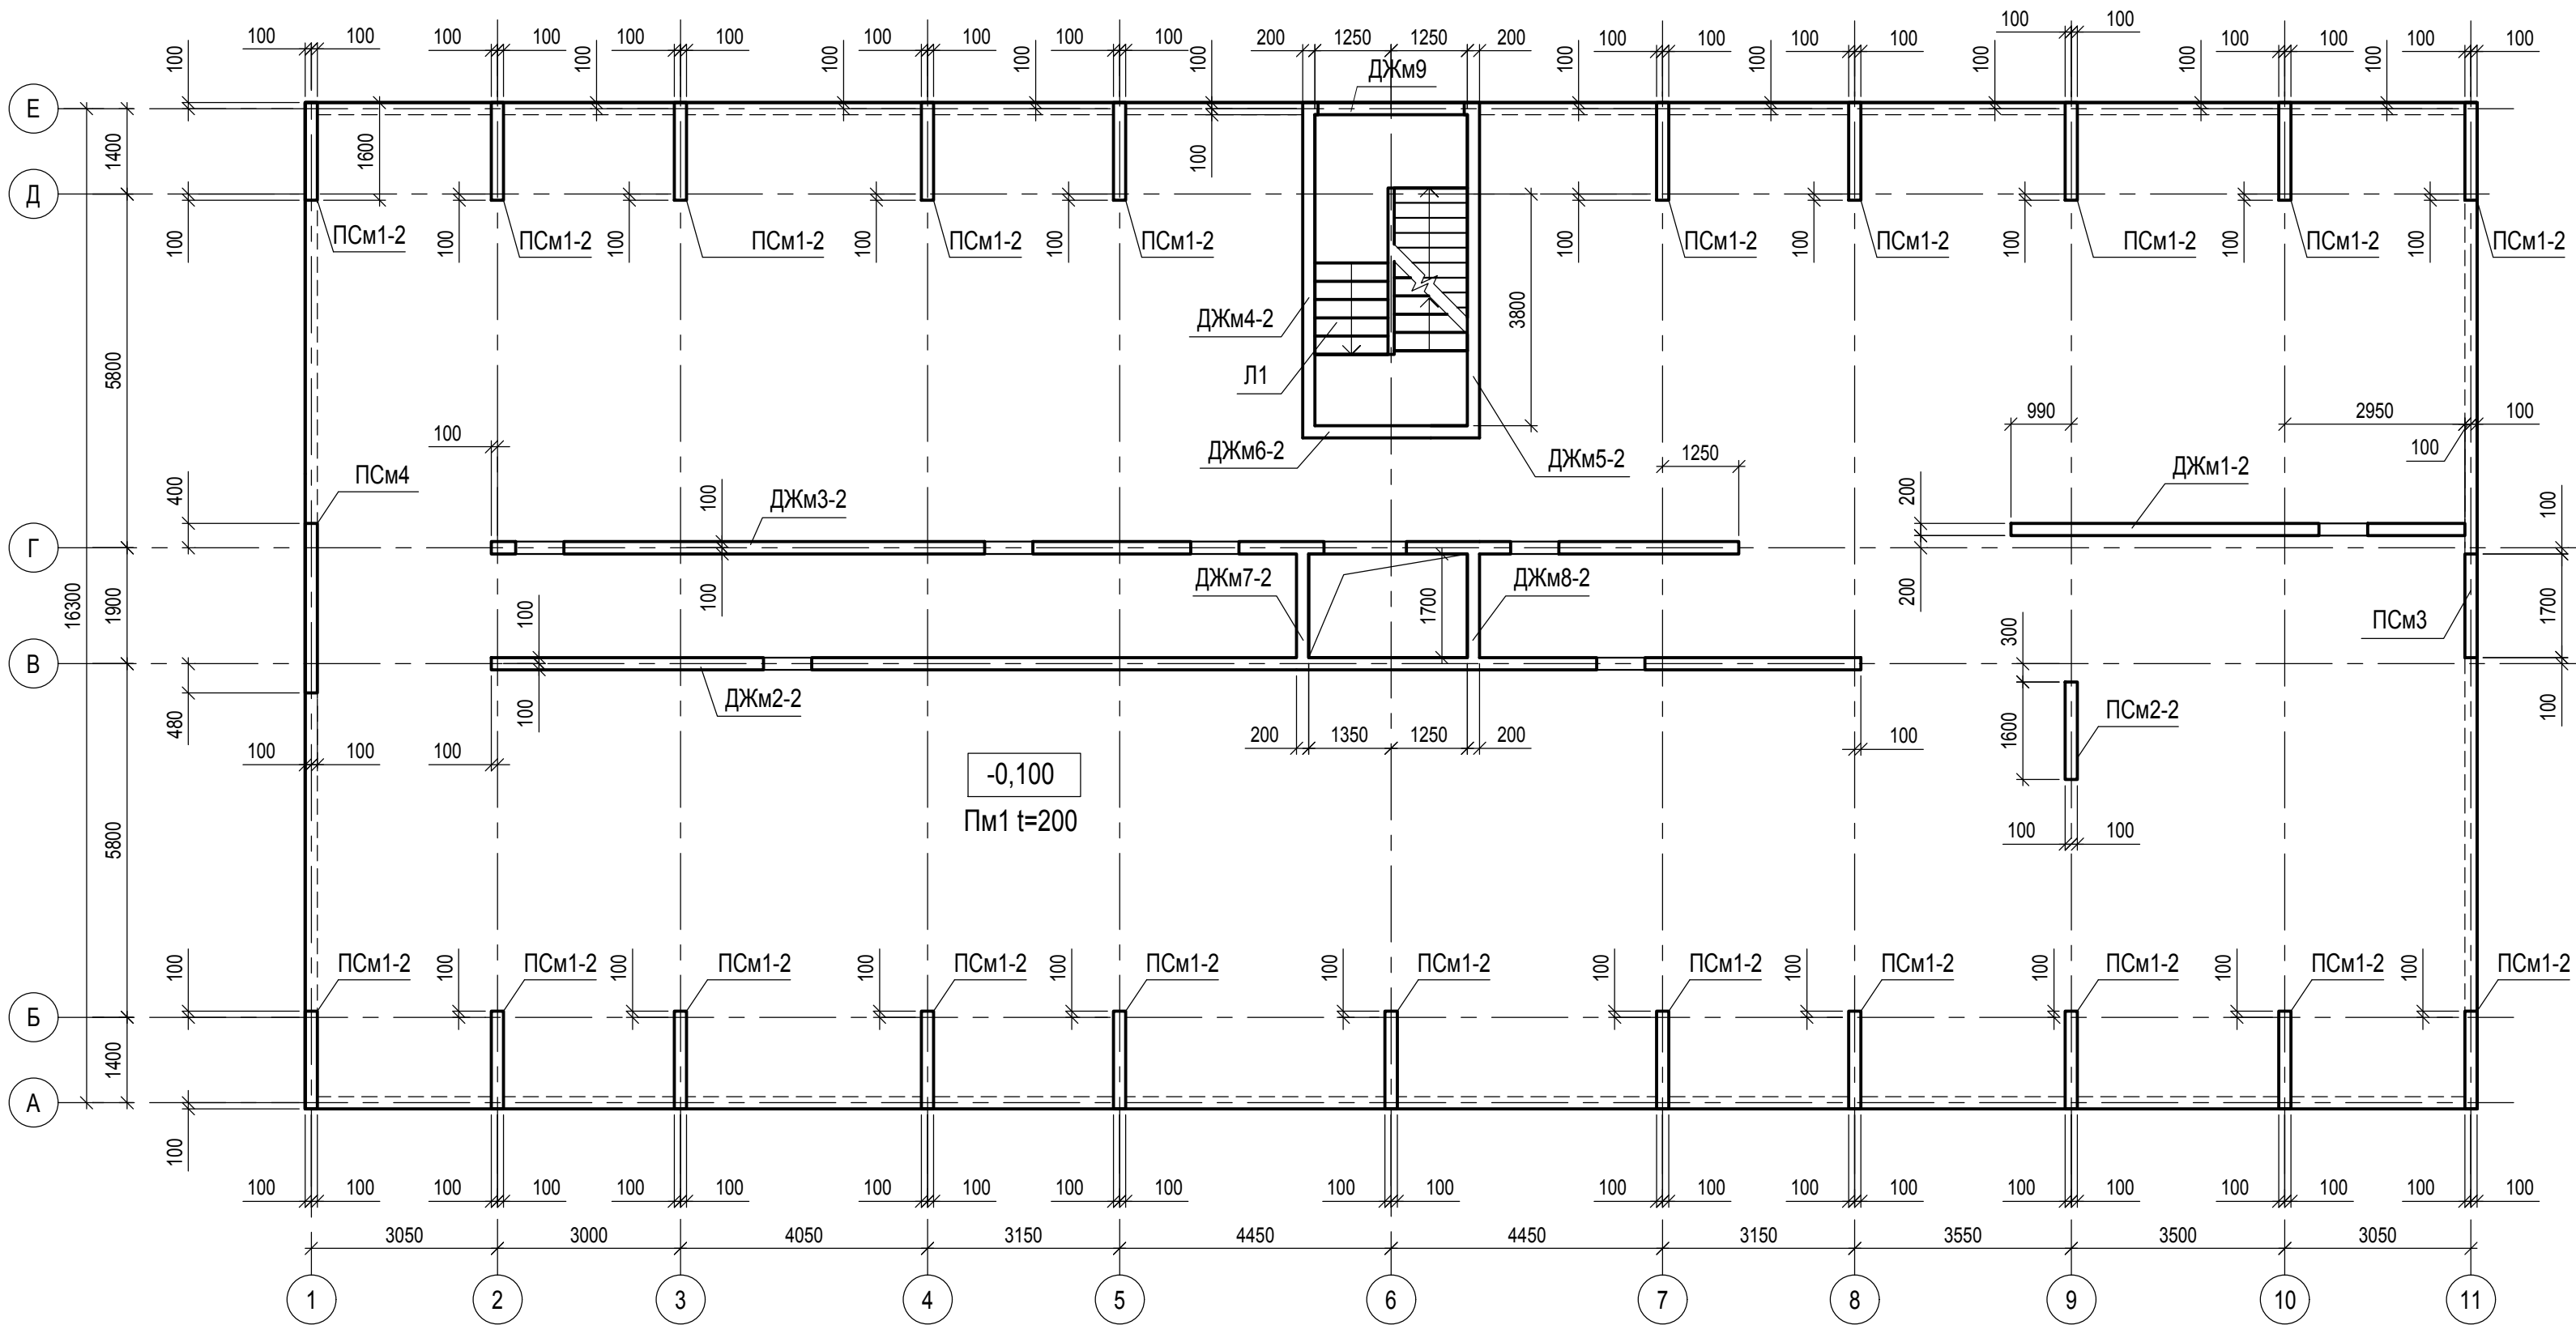 100 100
100 100 100 100 100 100 100 100 100 100 200 1250 1250 200 100 100 100 100 100 100 100 100
100 100 100 100 100 ДЖм9 100 100 100 100 100
100
Е
1400 1600 100
Д
100 100 100 100 100 100 100 100 100 100
ПСм1-2 ПСм1-2 ПСм1-2 ПСм1-2 ПСм1-2 ПСм1-2 ПСм1-2 ПСм1-2 ПСм1-2 ПСм1-2
ДЖм4-2 3800
5800 Л1
990 2950 100
100 ДЖм6-2 ДЖм5-2 1250 100
400 ПСм4 ДЖм1-2
100 ДЖм3-2 200 100
Г
16300 1900 100 100 ДЖм7-2 1700 ДЖм8-2 200 1700
300 ПСм3
В
480 100 ДЖм2-2 1600 ПСм2-2 100
100 100 100 200 1350 1250 200 100
-0,100
Пм1 t=200
5800 100 100
100 ПСм1-2 100 ПСм1-2 100 ПСм1-2 100 ПСм1-2 100 ПСм1-2 100 ПСм1-2 100 ПСм1-2 100 ПСм1-2 100 ПСм1-2 100 ПСм1-2 100 ПСм1-2
Б
1400
А
100
100 100 100 100 100 100 100 100 100 100 100 100 100 100 100 100 100 100 100 100 100 100
3050 3000 4050 3150 4450 4450 3150 3550 3500 3050
1 2 3 4 5 6 7 8 9 10 11